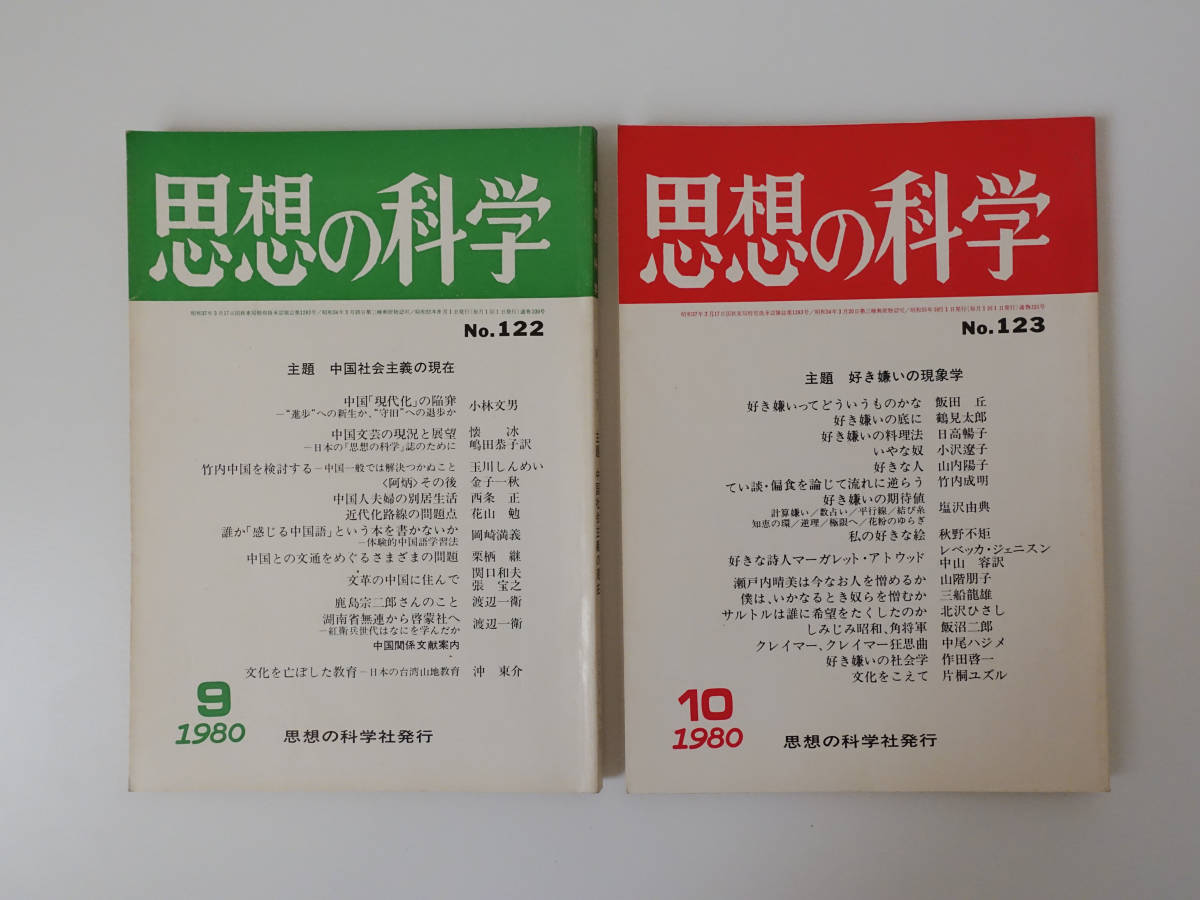 思想の科学
No.122
主題 中国社会主義の現在
中国「現代化」の陥穽 小林文男
―“進歩”への新生か、“守旧”への退歩か
中国文芸の現況と展望 懐 冰
―日本の「思想の科学」誌のために 嶋田恭子訳
竹内中国を検討する―中国一般では解決つかぬこと 玉川しんめい
〈阿炳〉その後 金子一秋
中国人夫婦の別居生活 西条 正
近代化路線の問題点 花山 勉
誰か「感じる中国語」という本を書かないか 岡崎満義
―体験的中国語学習法
中国との文通をめぐるさまざまの問題 栗栖 継
文革の中国に住んで 関口和夫
張 宝之
鹿島宗二郎さんのこと 渡辺一衛
湖南省無連から啓蒙社へ 渡辺一衛
―紅衛兵世代はなにを学んだか
中国関係文献案内
文化を亡ぼした教育―日本の台湾山地教育 沖 東介
9
1980
思想の科学社発行
思想の科学
No.123
主題 好き嫌いの現象学
好き嫌いってどういうものかな 飯田 丘
好き嫌いの底に 鶴見太郎
好き嫌いの料理法 日高暢子
いやな奴 小沢遼子
好きな人 山内陽子
てい談・偏食を論じて流れに逆らう 竹内成明
好き嫌いの期待値 塩沢由典
計算嫌い／数占い／平行線／結び糸
知恵の環／逆理／極限へ／花粉のゆらぎ
私の好きな絵 秋野不矩
好きな詩人マーガレット・アトウッド レベッカ・ジェニスン
中山 容訳
瀬戸内晴美は今なお人を憎めるか 山階朋子
僕は、いかなるとき奴らを憎むか 三船龍雄
サルトルは誰に希望をたくしたのか 北沢ひさし
しみじみ昭和、角将軍 飯沼二郎
クレイマー、クレイマー狂思曲 中尾ハジメ
好き嫌いの社会学 作田啓一
文化をこえて 片桐ユズル
10
1980
思想の科学社発行